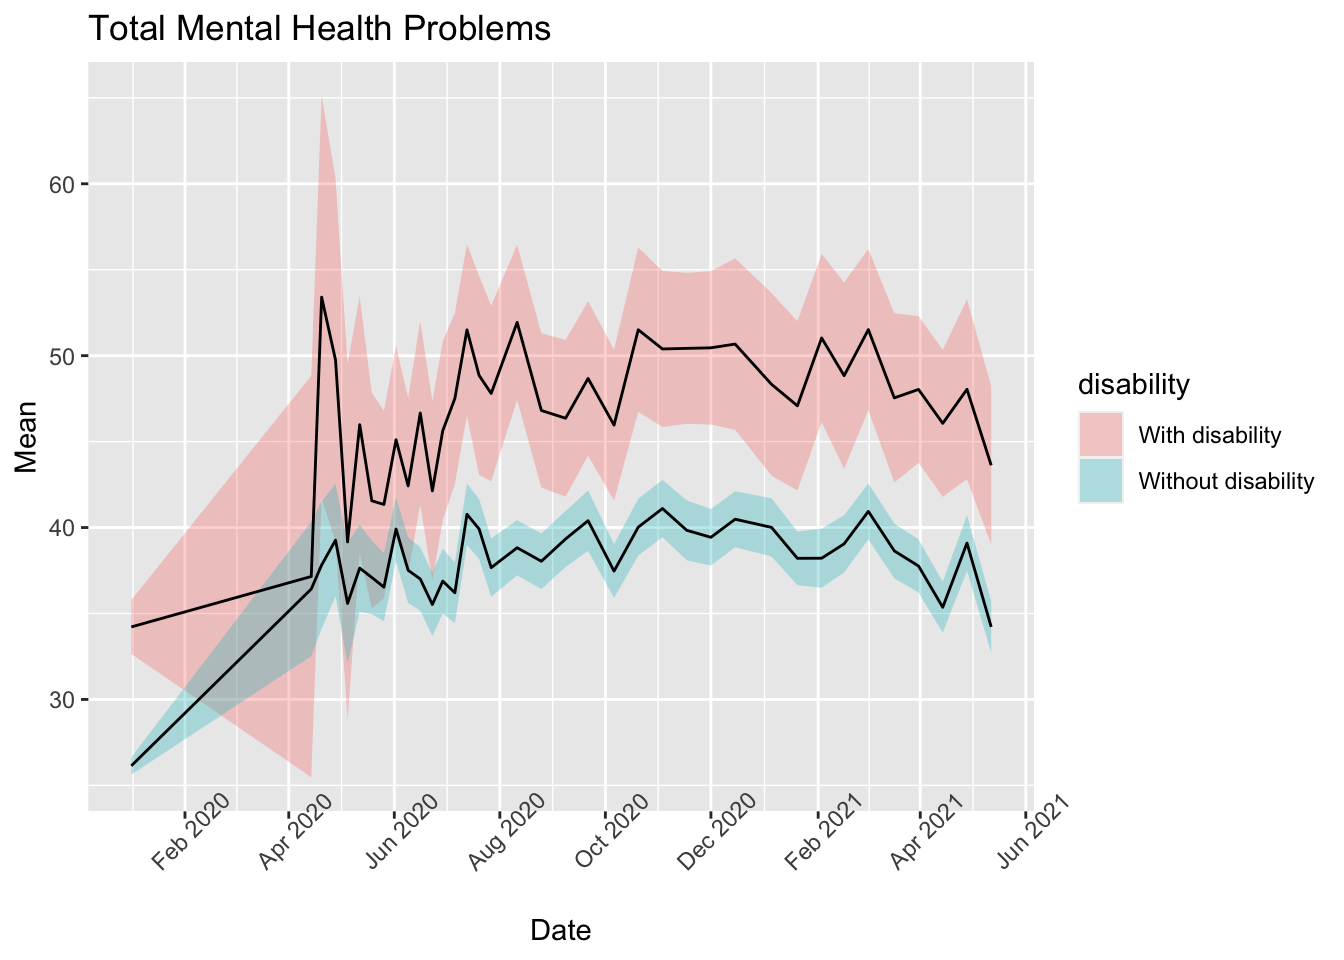 Total Mental Health Problems
60
50
40
30
Mean
Feb 2020
Apr 2020
Jun 2020
Aug 2020
Oct 2020
Dec 2020
Feb 2021
Apr 2021
Jun 2021
Date
disability
With disability
Without disability